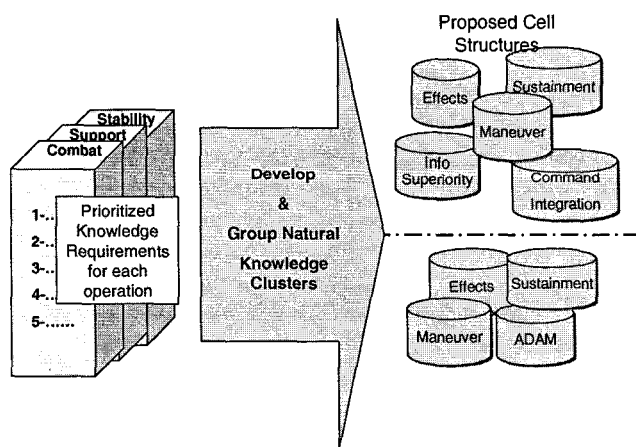 Stability
Support
Combat
1-..
2-..
3-..
4-..
5-......
Prioritized
Knowledge
Requirements
for each
operation
Develop
&
Group Natural
Knowledge
Clusters
Proposed Cell
Structures
Effects
Sustainment
Maneuver
Info
Superiority
Command
Integration
Effects
Sustainment
Maneuver
ADAM